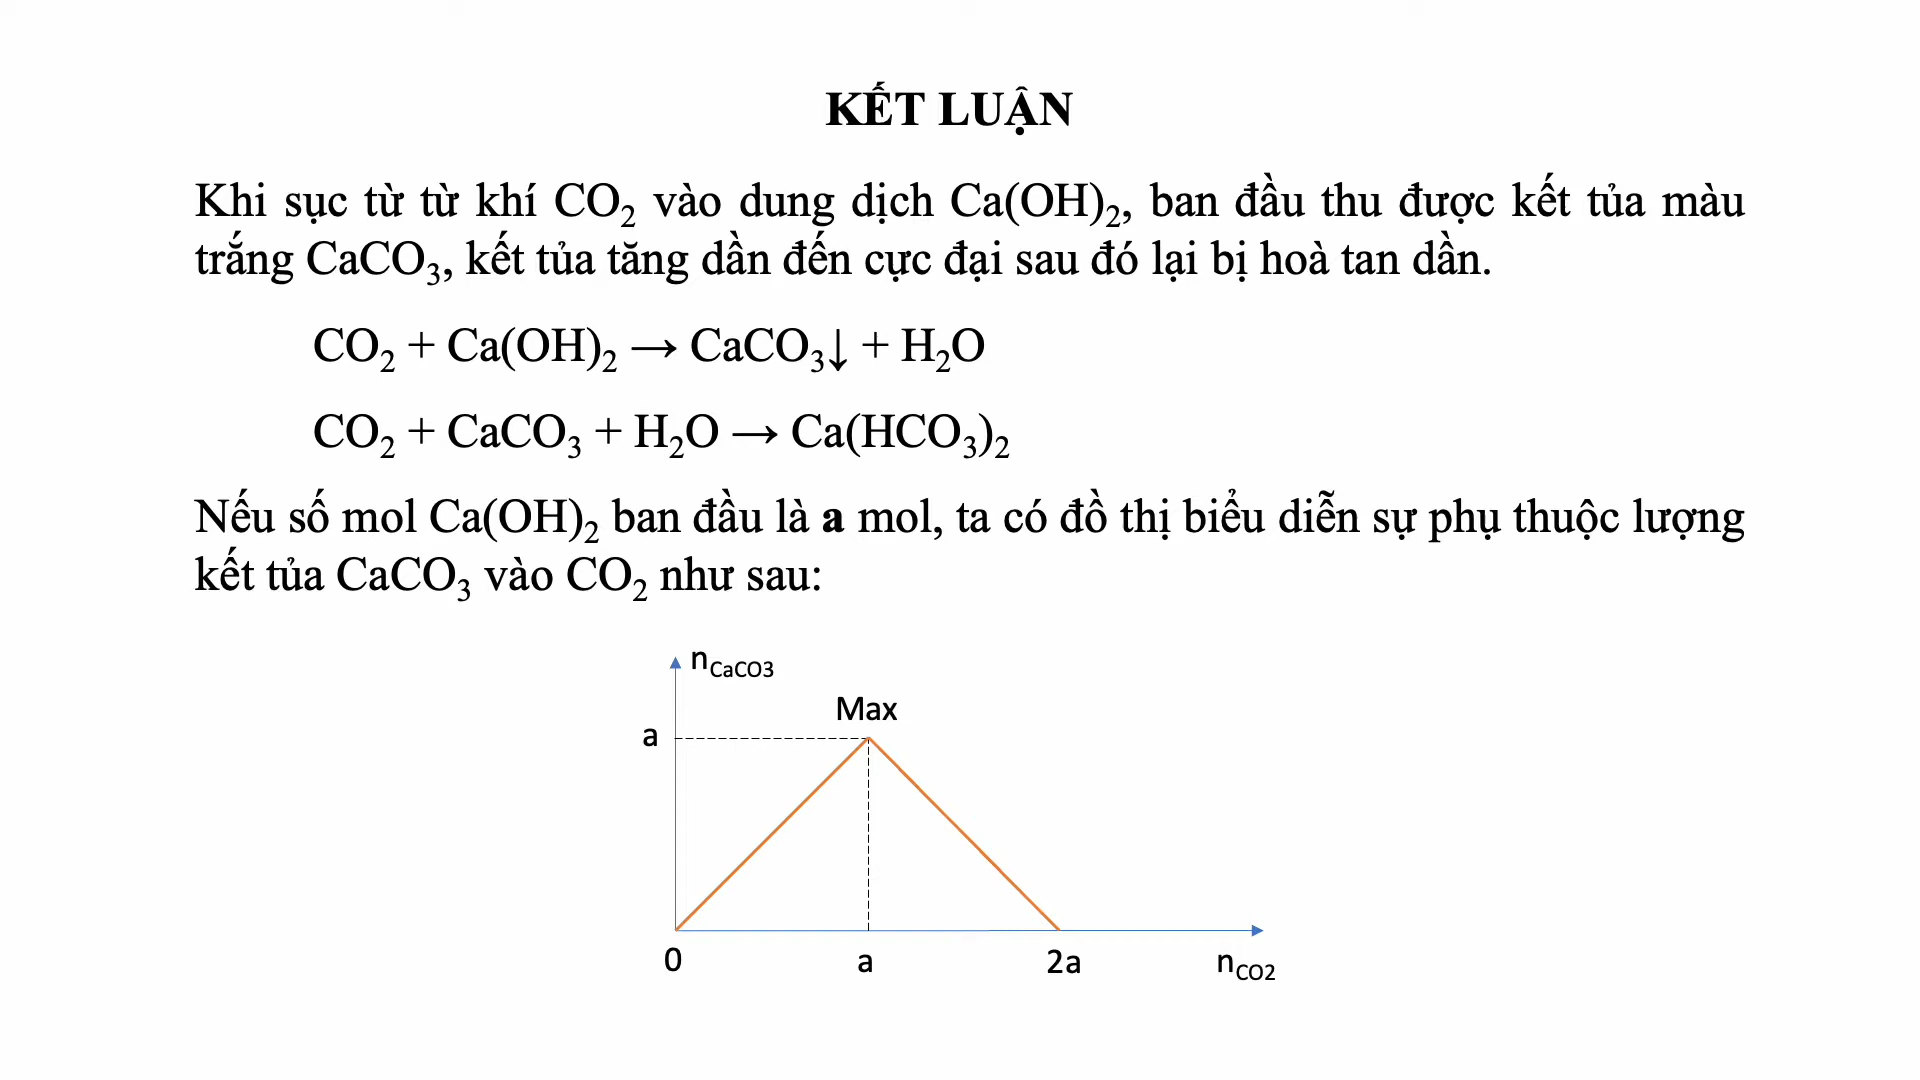 KẾT LUẬN
Khi sục từ từ khí CO₂ vào dung dịch Ca(OH)₂, ban đầu thu được kết tủa màu
trắng CaCO₃, kết tủa tăng dần đến cực đại sau đó lại bị hoà tan dần.
CO₂ + Ca(OH)₂ → CaCO₃↓ + H₂O
CO₂ + CaCO₃ + H₂O → Ca(HCO₃)₂
Nếu số mol Ca(OH)₂ ban đầu là a mol, ta có đồ thị biểu diễn sự phụ thuộc lượng
kết tủa CaCO₃ vào CO₂ như sau:
nCaCO3
Max
a
0 a 2a nCO2